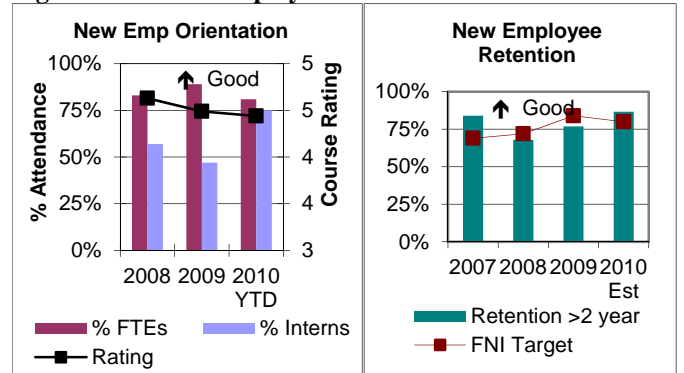 New Emp Orientation
100%
75%
50%
25%
0%
% Attendance
Good
5
5
4
4
3
Course Rating
2008 2009 2010
YTD
% FTEs
% Interns
Rating
New Employee
Retention
100%
75%
50%
25%
0%
Good
2007 2008 2009 2010
Est
Retention >2 year
FNI Target